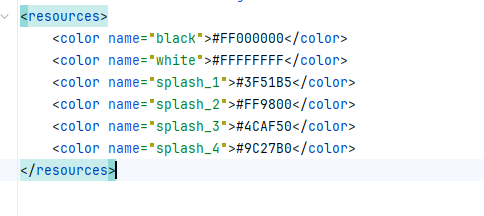 <resources>
<color name="black">#FF000000</color>
<color name="white">#FFFFFFFF</color>
<color name="splash_1">#3F51B5</color>
<color name="splash_2">#FF9800</color>
<color name="splash_3">#4CAF50</color>
<color name="splash_4">#9C27B0</color>
</resources>